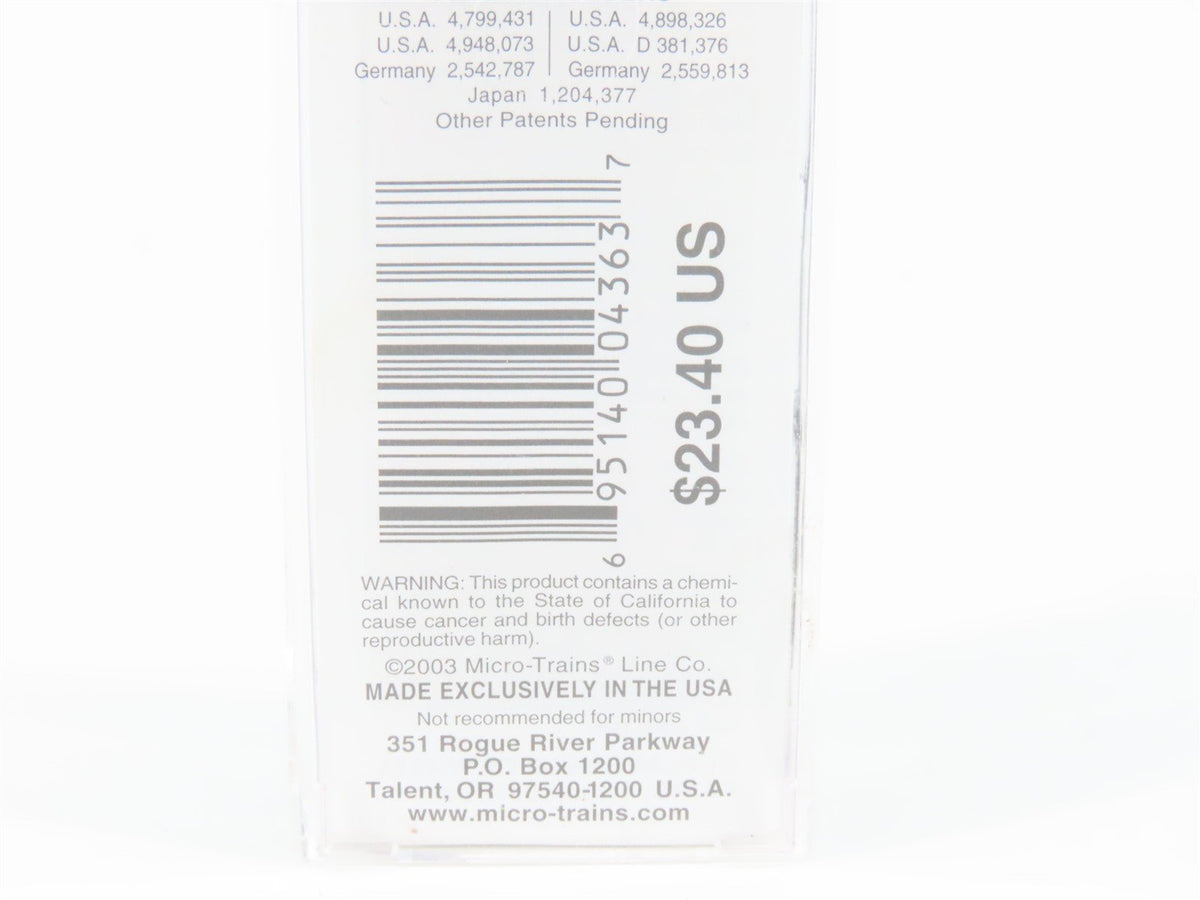 U.S.A. 4,799,431 | U.S.A. 4,898,326
U.S.A. 4,948,073 | U.S.A. D 381,376
Germany 2,542,787 | Germany 2,559,813
Japan 1,204,377
Other Patents Pending
6 95140 04363 7
$23.40 US
WARNING: This product contains a chemi-
cal known to the State of California to
cause cancer and birth defects (or other
reproductive harm).
©2003 Micro-Trains® Line Co.
MADE EXCLUSIVELY IN THE USA
Not recommended for minors
351 Rogue River Parkway
P.O. Box 1200
Talent, OR 97540-1200 U.S.A.
www.micro-trains.com